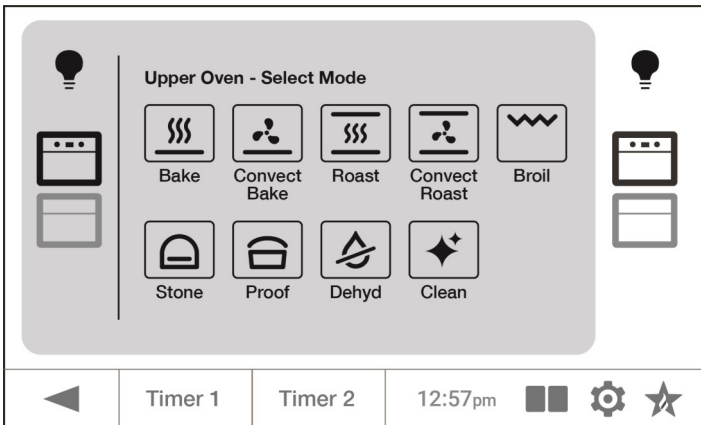 Upper Oven - Select Mode
Bake
Convect
Bake
Roast
Convect
Roast
Broil
Stone
Proof
Dehyd
Clean
Timer 1
Timer 2
12:57pm